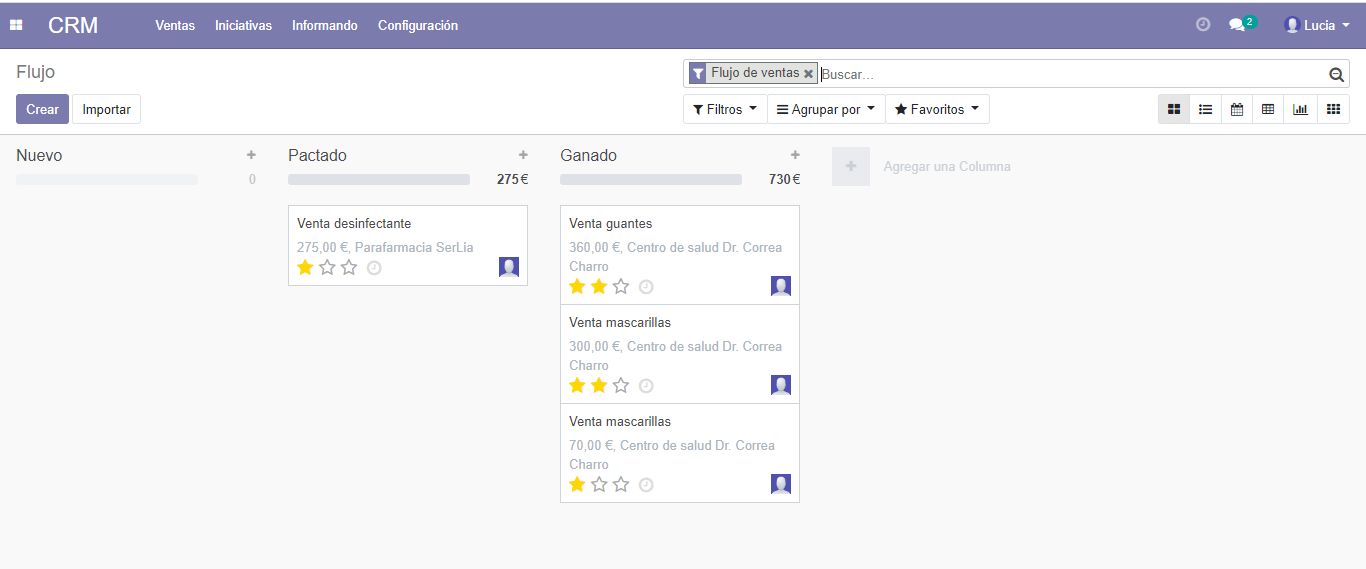 CRM Ventas Iniciativas Informando Configuración 2 Lucia
Flujo
Flujo de ventas Buscar...
Crear Importar Filtros Agrupar por Favoritos
Nuevo
0
Pactado
275 €
Venta desinfectante
275,00 €, Parafarmacia SerLia
Ganado
730 €
Venta guantes
360,00 €, Centro de salud Dr. Correa
Charro
Venta mascarillas
300,00 €, Centro de salud Dr. Correa
Charro
Venta mascarillas
70,00 €, Centro de salud Dr. Correa
Charro
Agregar una Columna